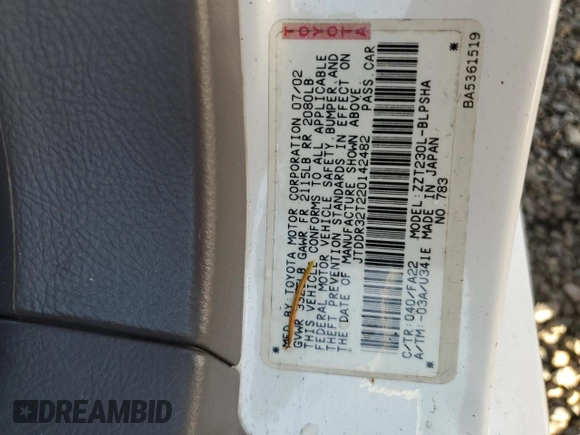 TOYOTA
MFD BY: TOYOTA MOTOR CORPORATION 07/02
GVWR LB GAWR FR 2115LB RR 2080LB
THIS VEHICLE CONFORMS TO ALL APPLICABLE
FEDERAL MOTOR VEHICLE SAFETY, BUMPER, AND
THEFT PREVENTION STANDARDS IN EFFECT ON
THE DATE OF MANUFACTURE SHOWN ABOVE.
JTDDR32T220142482 PASS.CAR
C/TR: 040/FA22 MODEL: ZZT230L-BLPSHA
A/TM: -03A/U341E MADE IN JAPAN
NO 783
BA5361519
DREAMBID